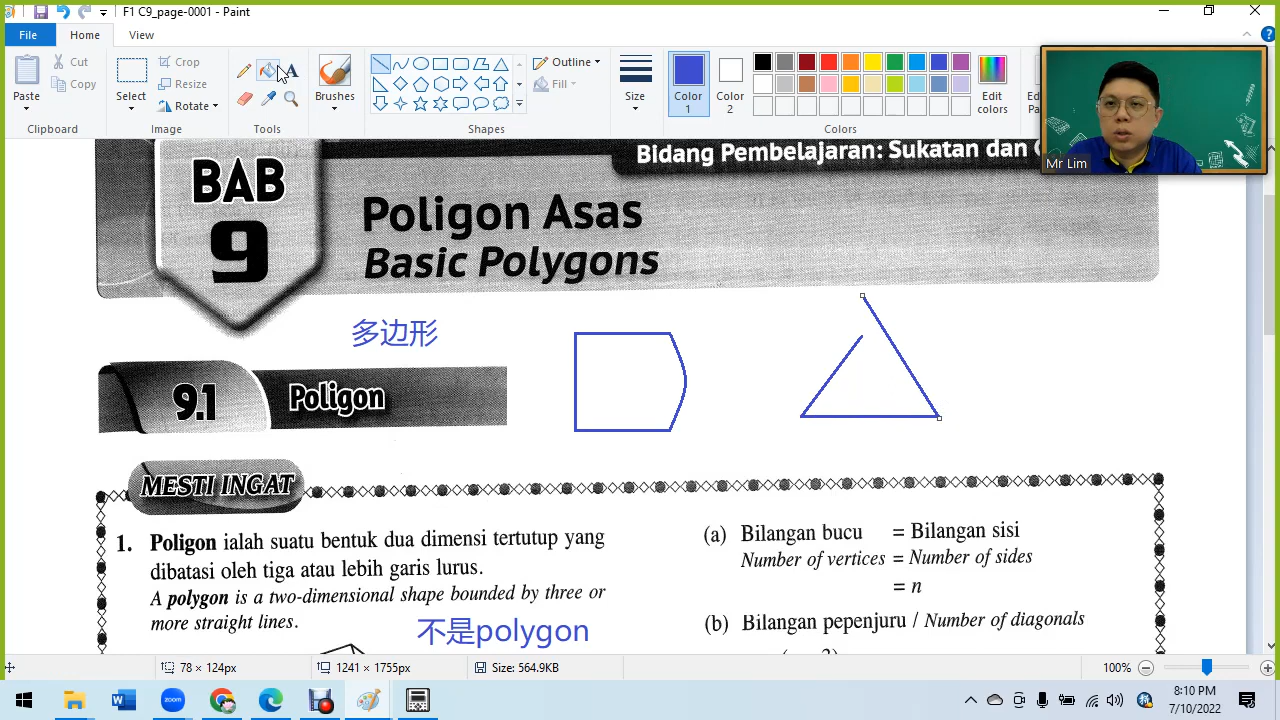 F1 C9_page-0001 - Paint
File
Home
View
Paste
Cut
Copy
Clipboard
Select
Crop
Resize
Rotate
Image
A
Tools
Brushes
Outline
Fill
Shapes
Size
Color
1
Color
2
Edit
colors
Colors
Mr Lim
Bidang Pembelajaran: Sukatan dan
BAB
9
Poligon Asas
Basic Polygons
多边形
9.1 Poligon
MESTI INGAT
1. Poligon ialah suatu bentuk dua dimensi tertutup yang
dibatasi oleh tiga atau lebih garis lurus.
A polygon is a two-dimensional shape bounded by three or
more straight lines.
不是polygon
(a) Bilangan bucu = Bilangan sisi
Number of vertices = Number of sides
= n
(b) Bilangan pepenjuru / Number of diagonals
78 × 124px
1241 × 1755px
Size: 564.9KB
100%
zoom
8:10 PM
7/10/2022